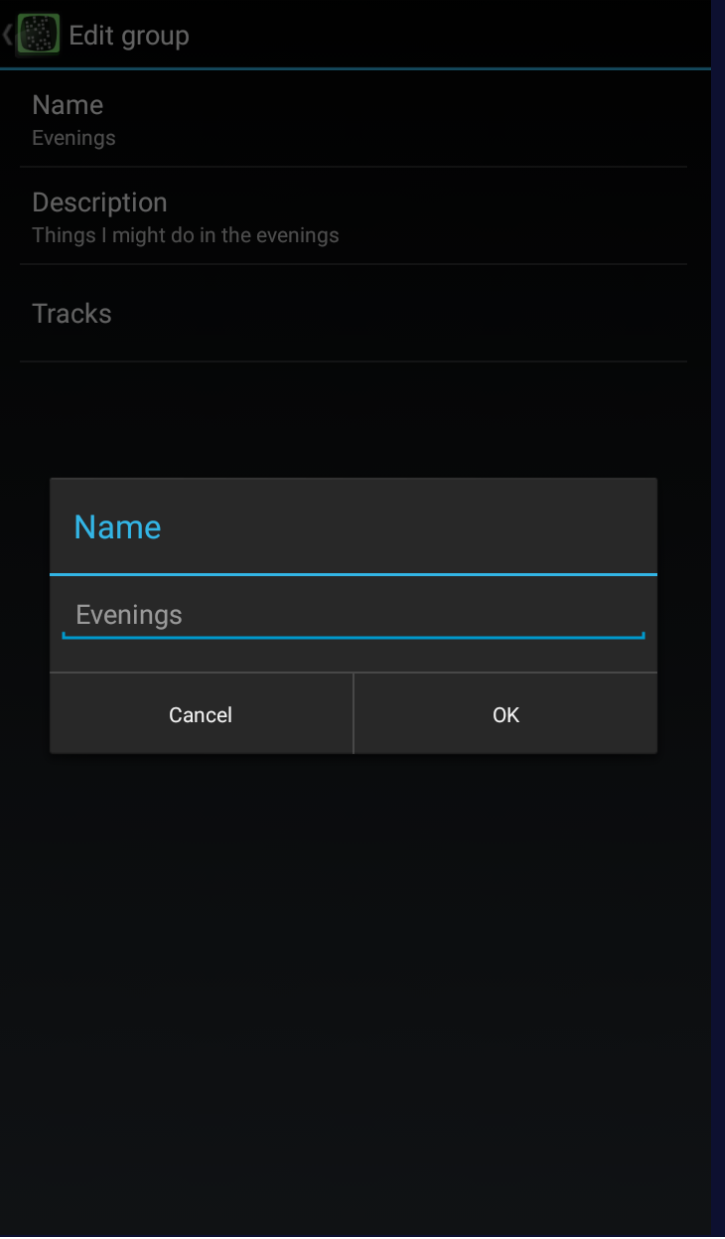 Edit group
Name
Evenings
Description
Things I might do in the evenings
Tracks
Name
Evenings
Cancel
OK